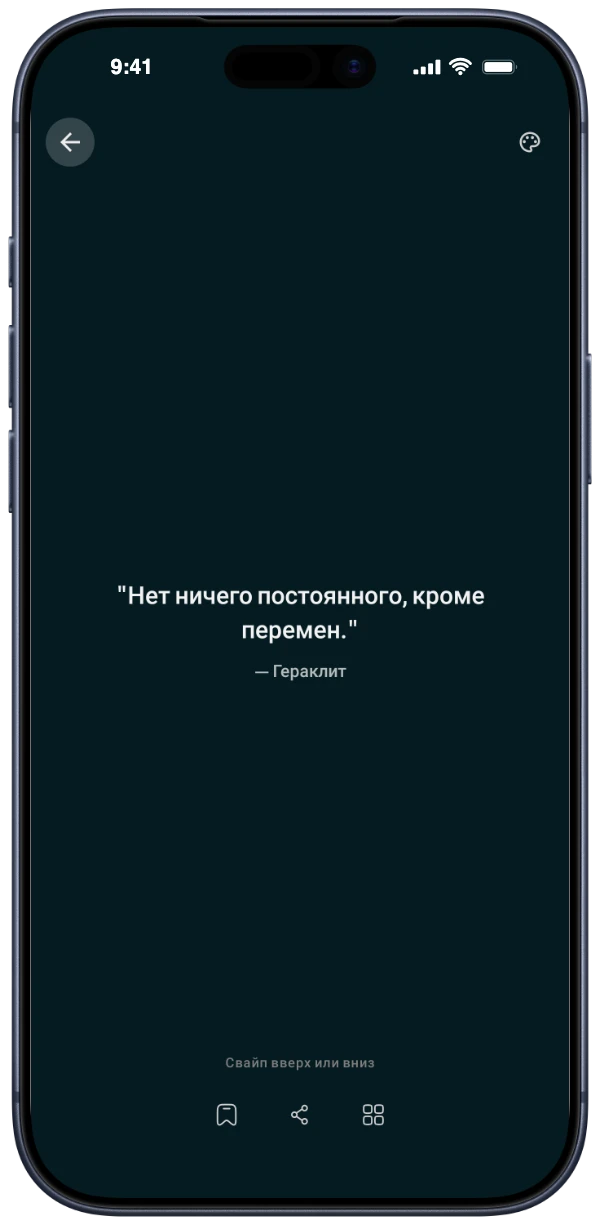 9:41
"Нет ничего постоянного, кроме
перемен."
— Гераклит
Свайп вверх или вниз